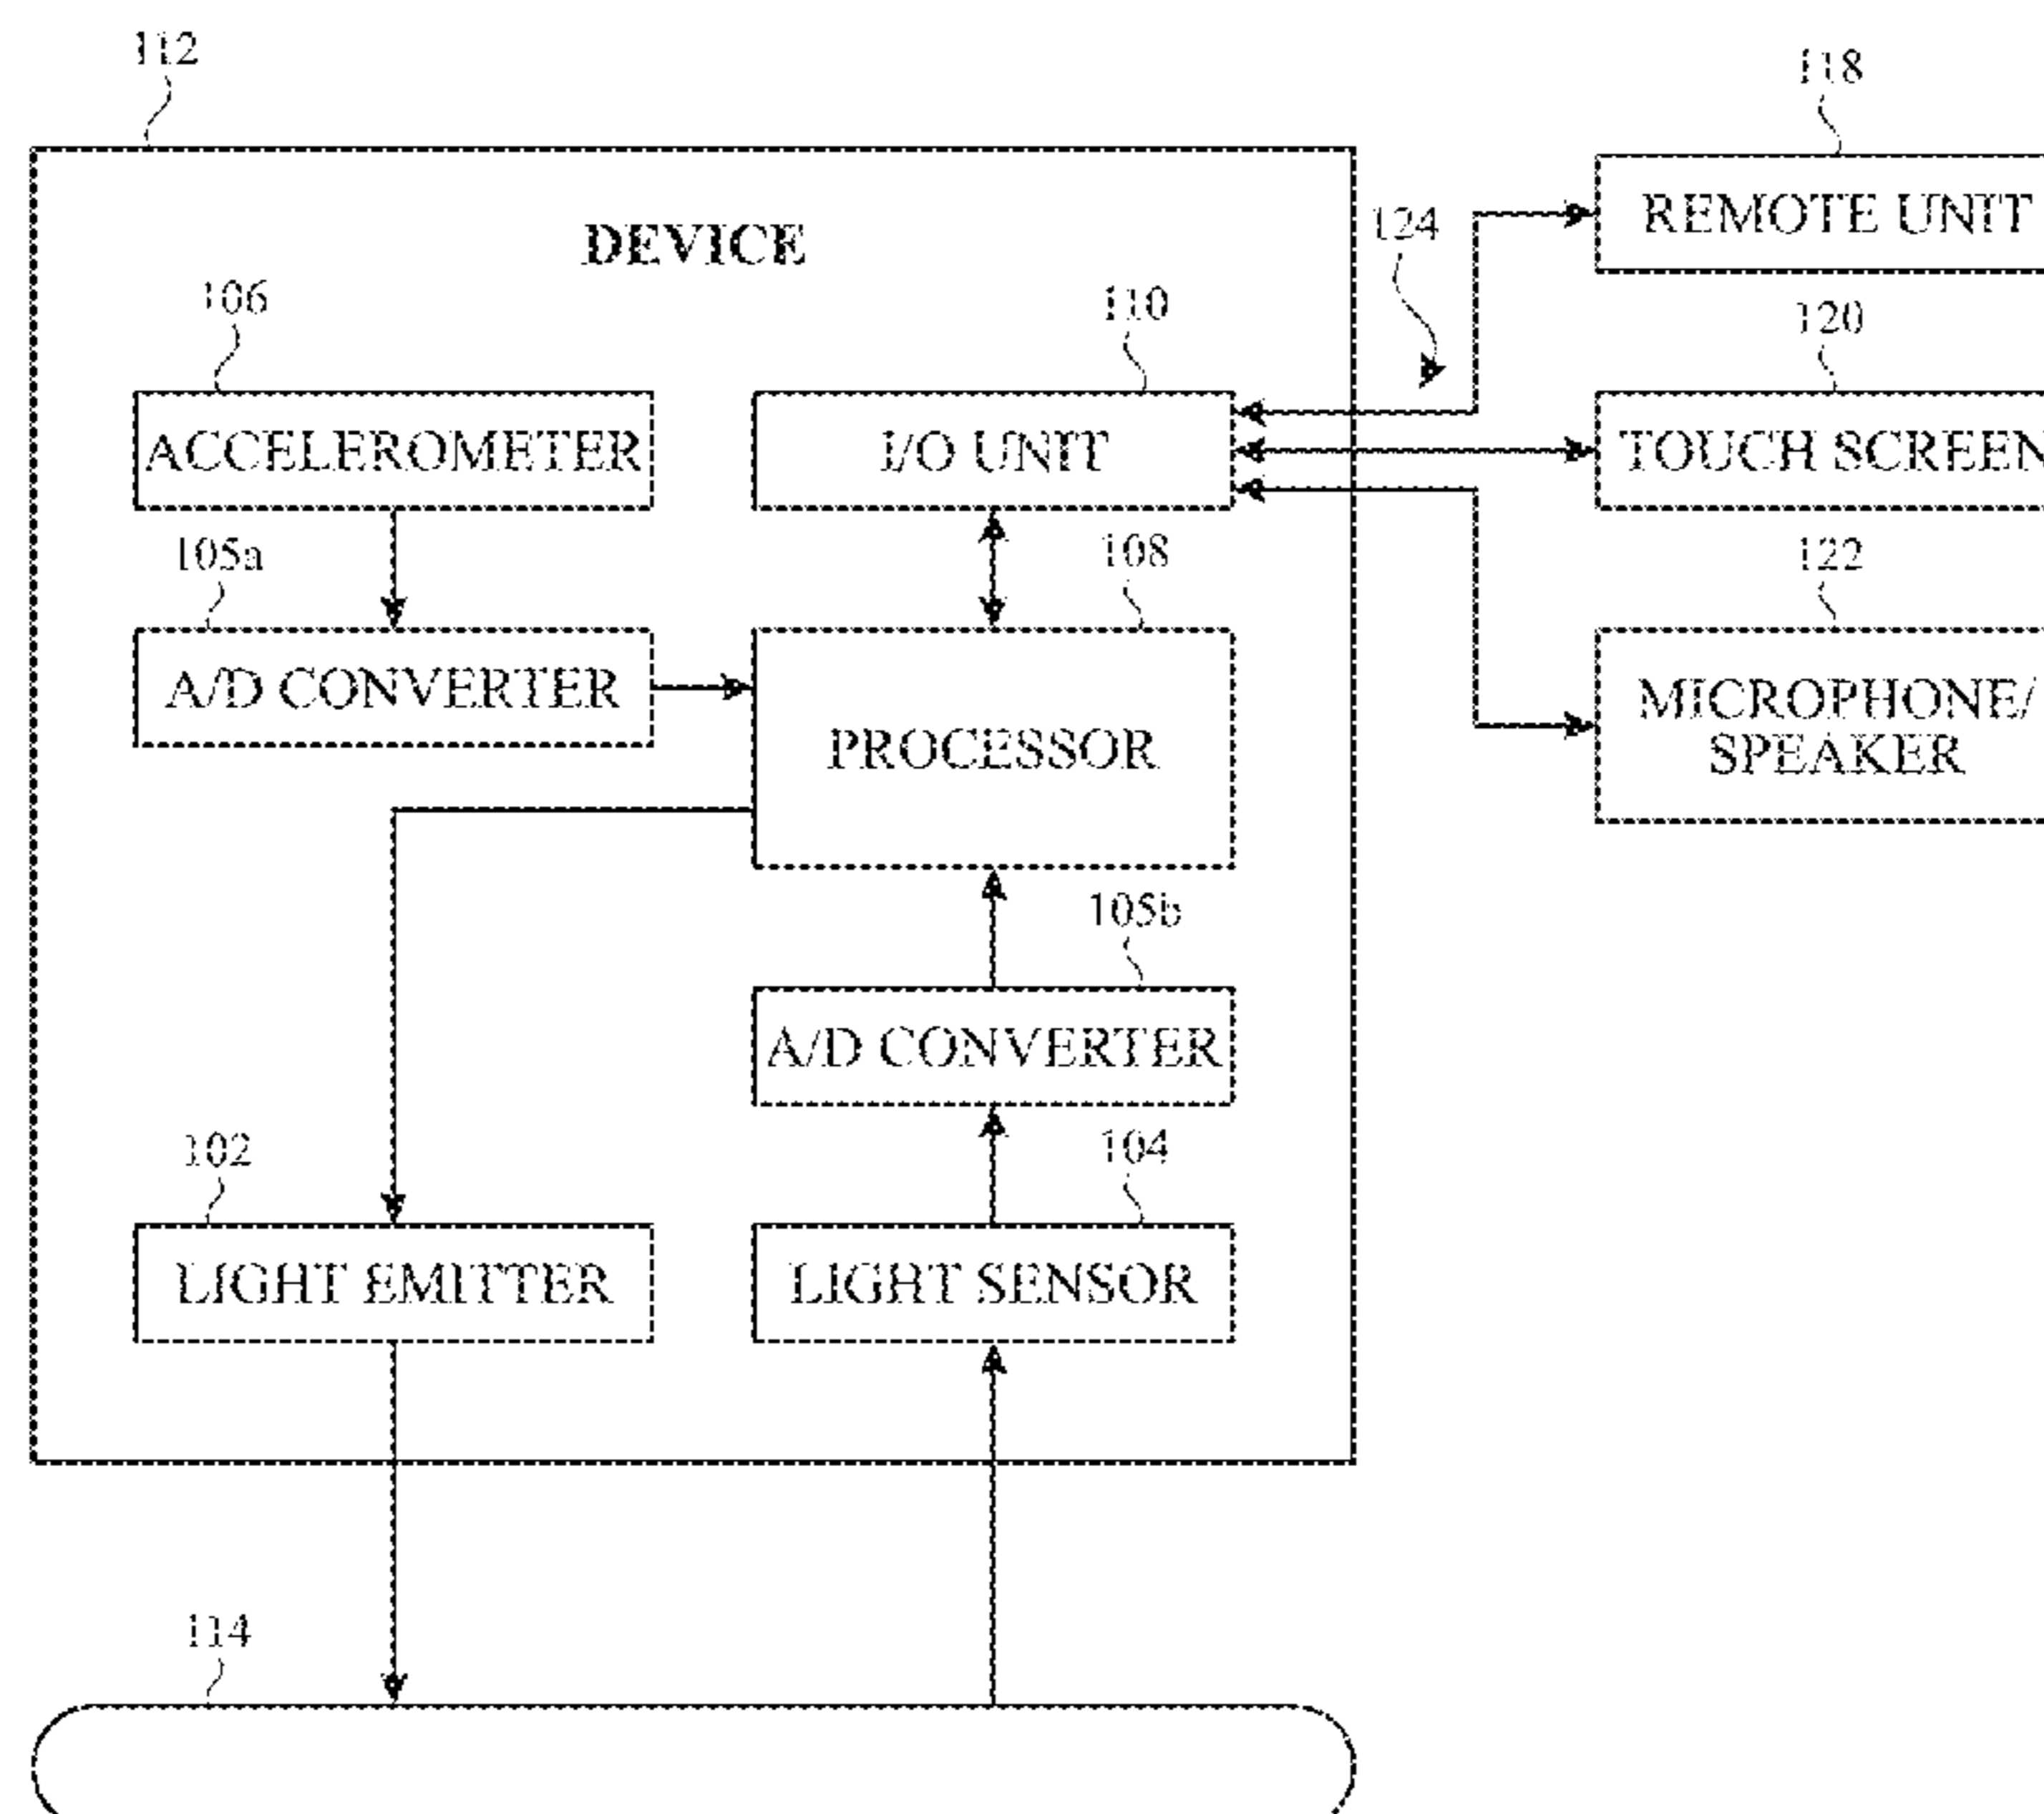 112
118
DEVICE
124
REMOTE UNIT
106
110
120
ACCELEROMETER
I/O UNIT
TOUCH SCREEN
105a
108
122
A/D CONVERTER
PROCESSOR
MICROPHONE/
SPEAKER
105b
A/D CONVERTER
102
104
LIGHT EMITTER
LIGHT SENSOR
114